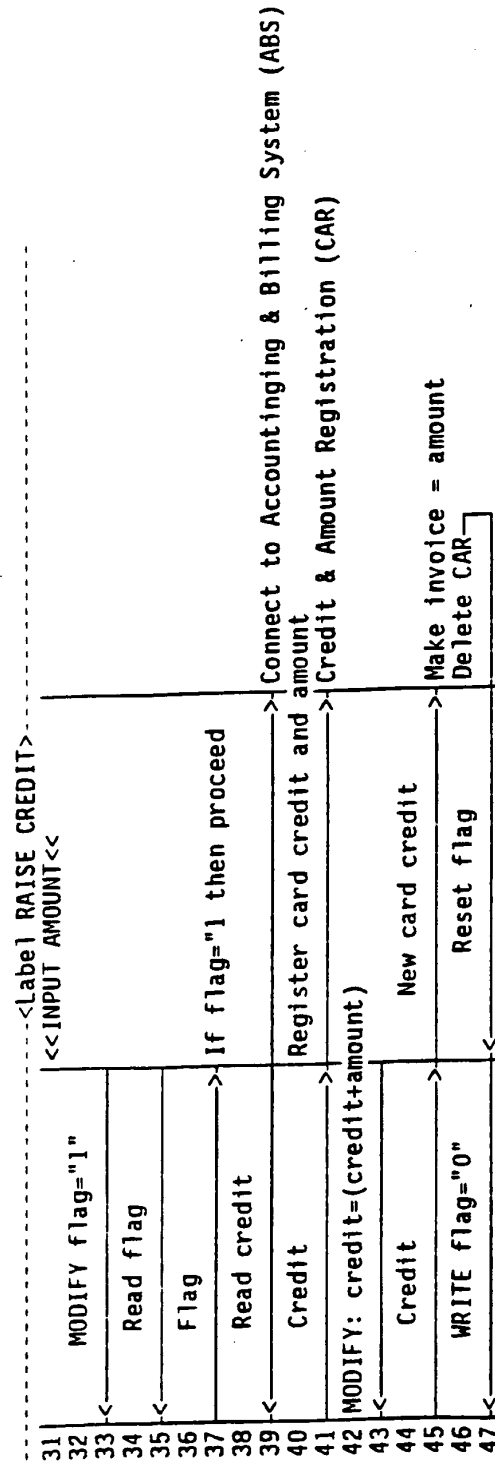 <Label RAISE CREDIT>
31 <<INPUT AMOUNT<<
32 MODIFY flag="1"
33
34 Read flag
35
36 Flag
37 If flag="1 then proceed
38 Read credit
39 Connect to Accountinging & Billing System (ABS)
40 Credit Register card credit and amount
41 Credit & Amount Registration (CAR)
42 MODIFY: credit=(credit+amount)
43
44 Credit New card credit
45 Make invoice = amount
46 WRITE flag="0" Reset flag Delete CAR
47